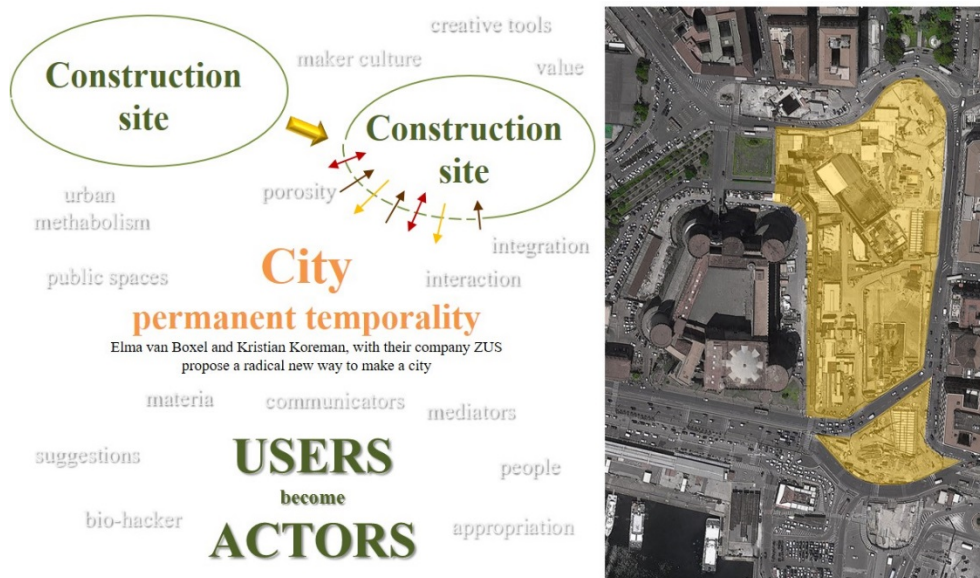 creative tools
maker culture
value
Construction
site
Construction
site
porosity
urban
methabolism
integration
City
public spaces
interaction
permanent temporality
Elma van Boxel and Kristian Koreman, with their company ZUS
propose a radical new way to make a city
materia
communicators
mediators
USERS
suggestions
people
become
bio-hacker
ACTORS
appropriation